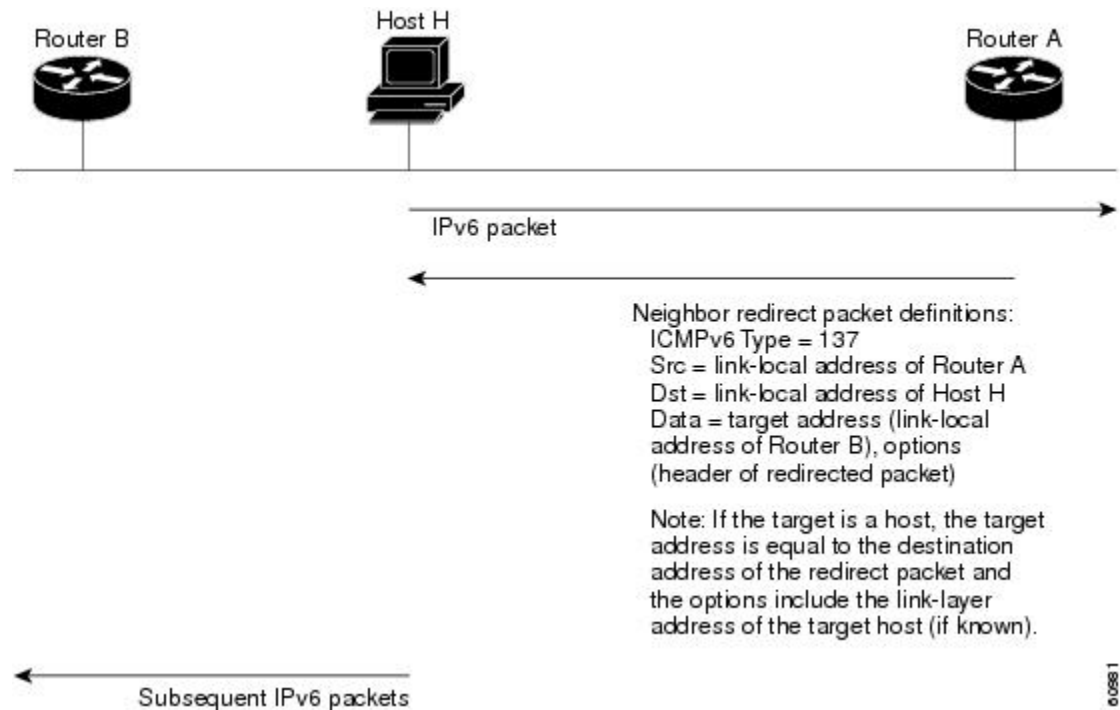 Router B
Host H
Router A
IPv6 packet
Neighbor redirect packet definitions:
ICMPv6 Type = 137
Src = link-local address of Router A
Dst = link-local address of Host H
Data = target address (link-local
address of Router B), options
(header of redirected packet)
Note: If the target is a host, the target
address is equal to the destination
address of the redirect packet and
the options include the link-layer
address of the target host (if known).
Subsequent IPv6 packets
60981